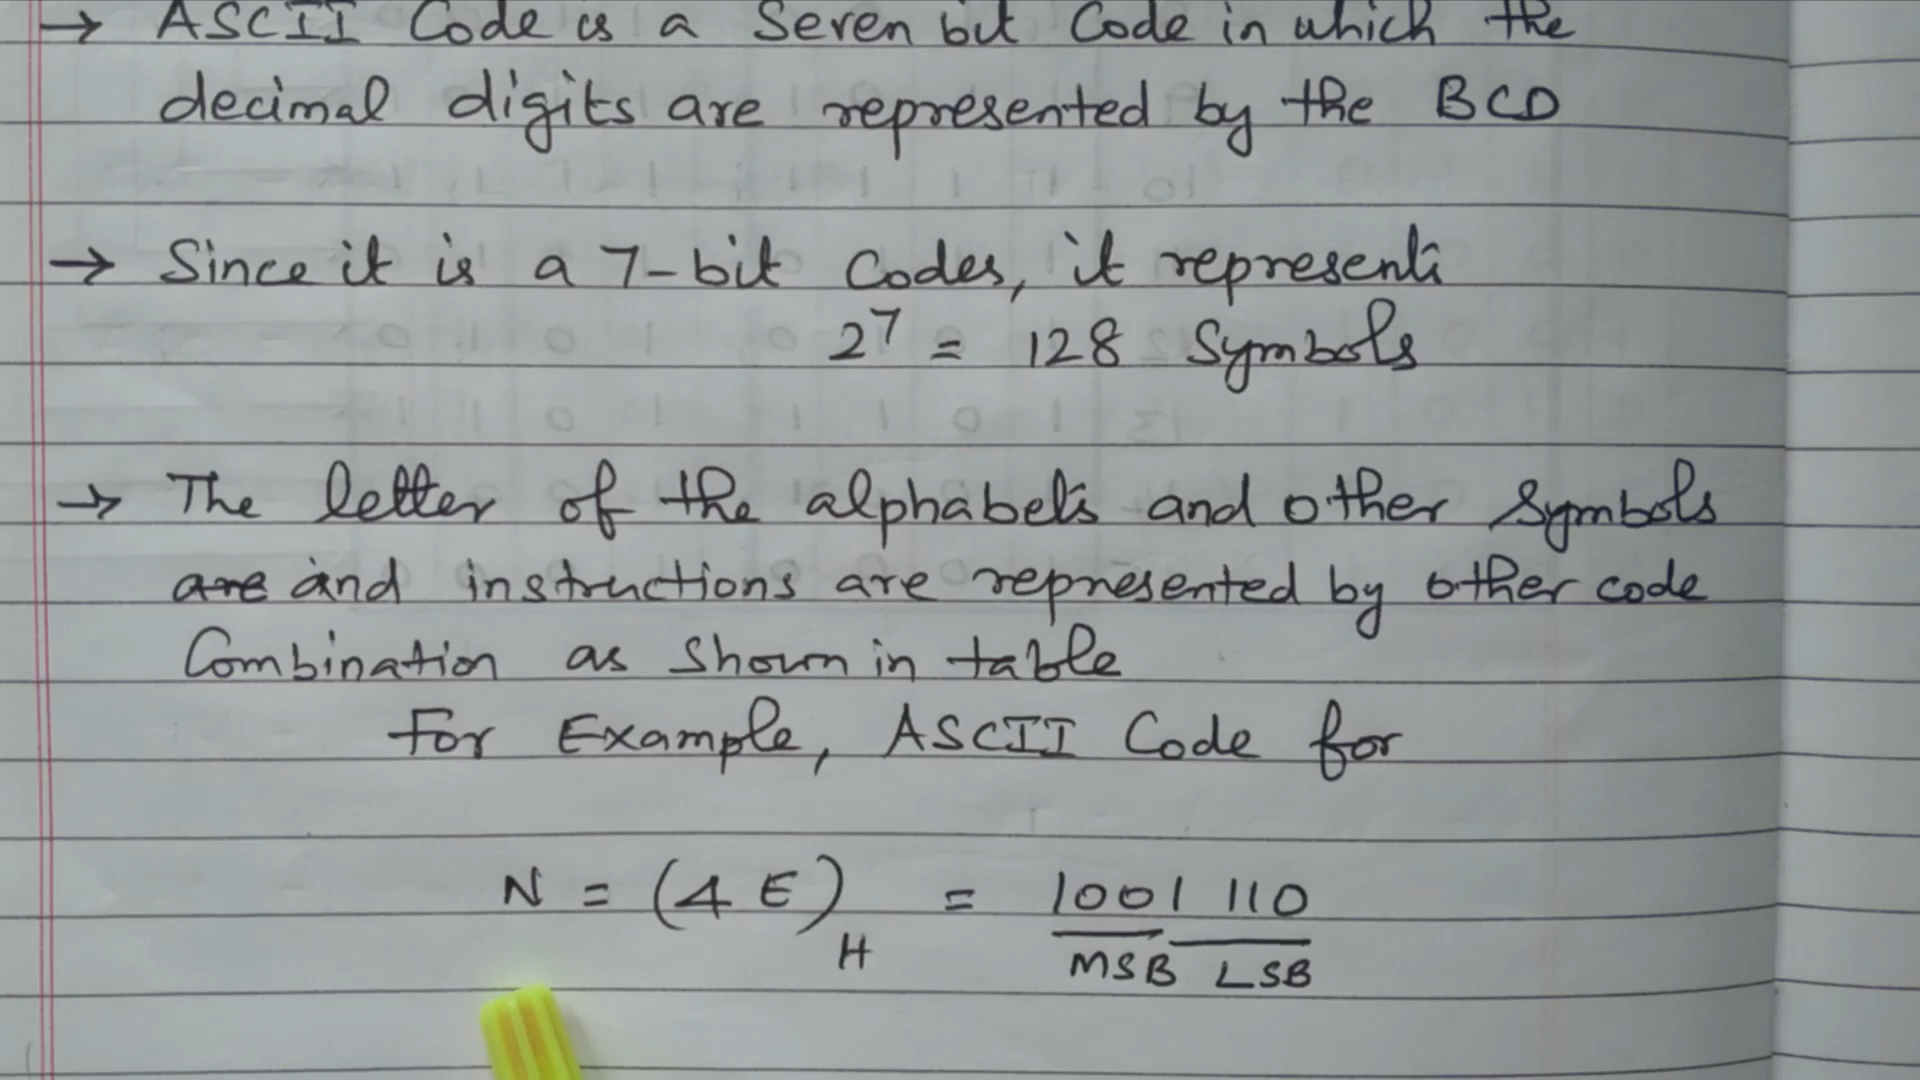 → ASCII Code is a Seven bit Code in which the
decimal digits are represented by the BCD
→ Since it is a 7-bit Codes, it represents
2⁷ = 128 Symbols
→ The letter of the alphabets and other Symbols
are and instructions are represented by other code
Combination as shown in table
For Example, ASCII Code for
N = (4E)H = 1001 110
MSB LSB